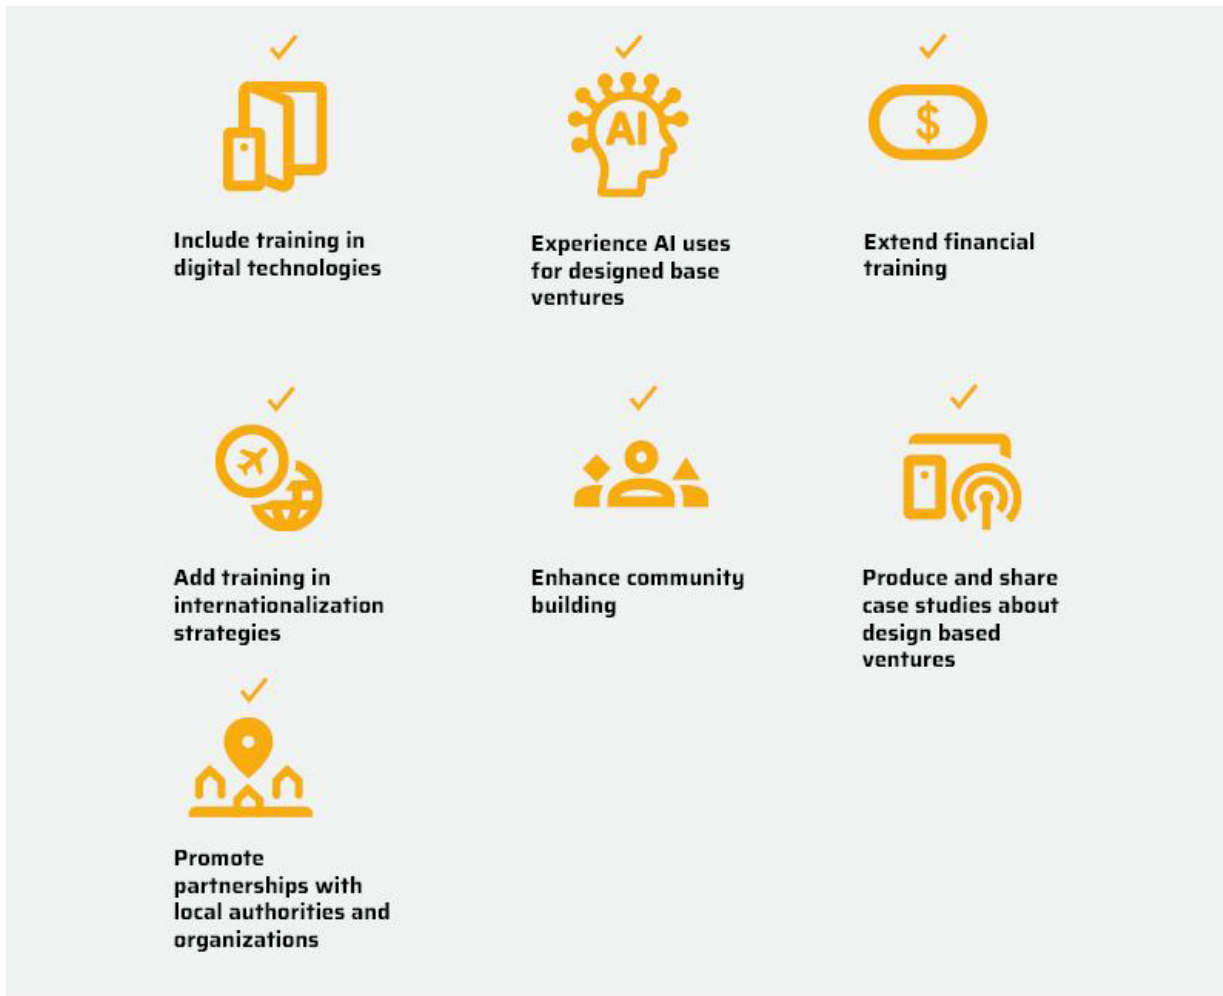 AI
$
Include training in
digital technologies
Experience AI uses
for designed base
ventures
Extend financial
training
Add training in
internationalization
strategies
Enhance community
building
Produce and share
case studies about
design based
ventures
Promote
partnerships with
local authorities and
organizations